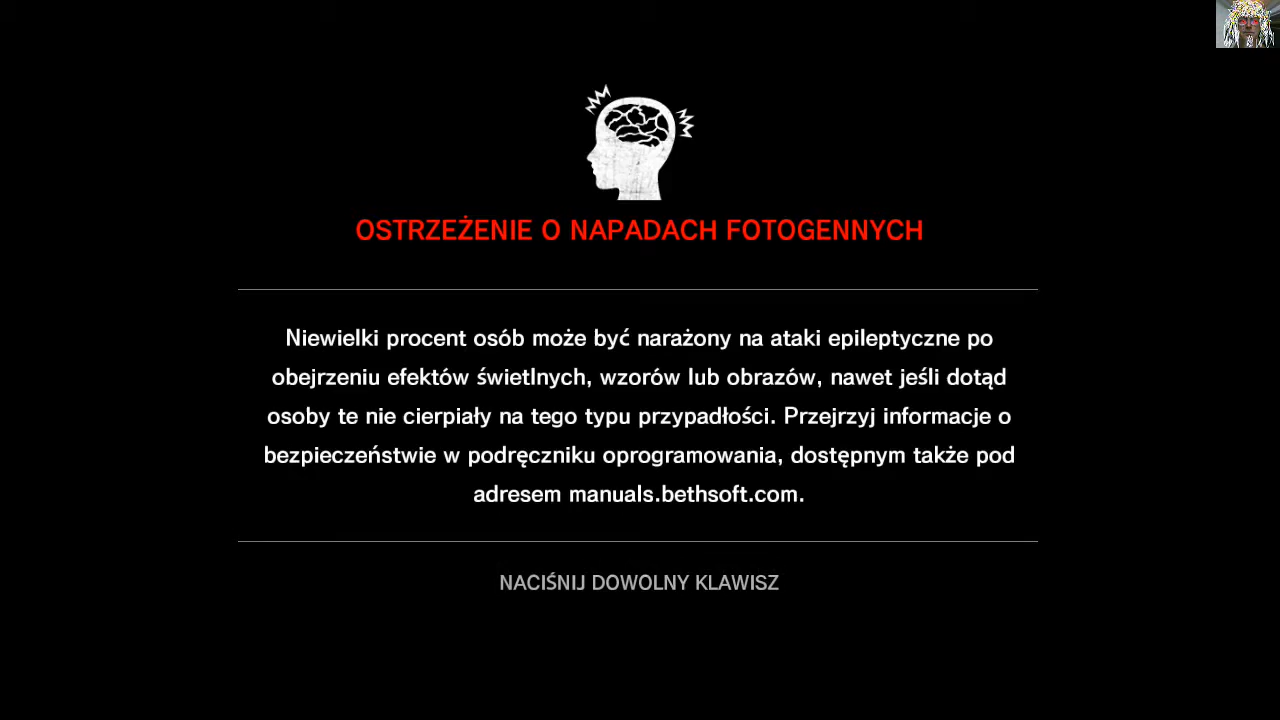 OSTRZEŻENIE O NAPADACH FOTOGENNYCH
Niewielki procent osób może być narażony na ataki epileptyczne po
obejrzeniu efektów świetlnych, wzorów lub obrazów, nawet jeśli dotąd
osoby te nie cierpiały na tego typu przypadłości. Przejrzyj informacje o
bezpieczeństwie w podręczniku oprogramowania, dostępnym także pod
adresem manuals.bethsoft.com.
NACIŚNIJ DOWOLNY KLAWISZ